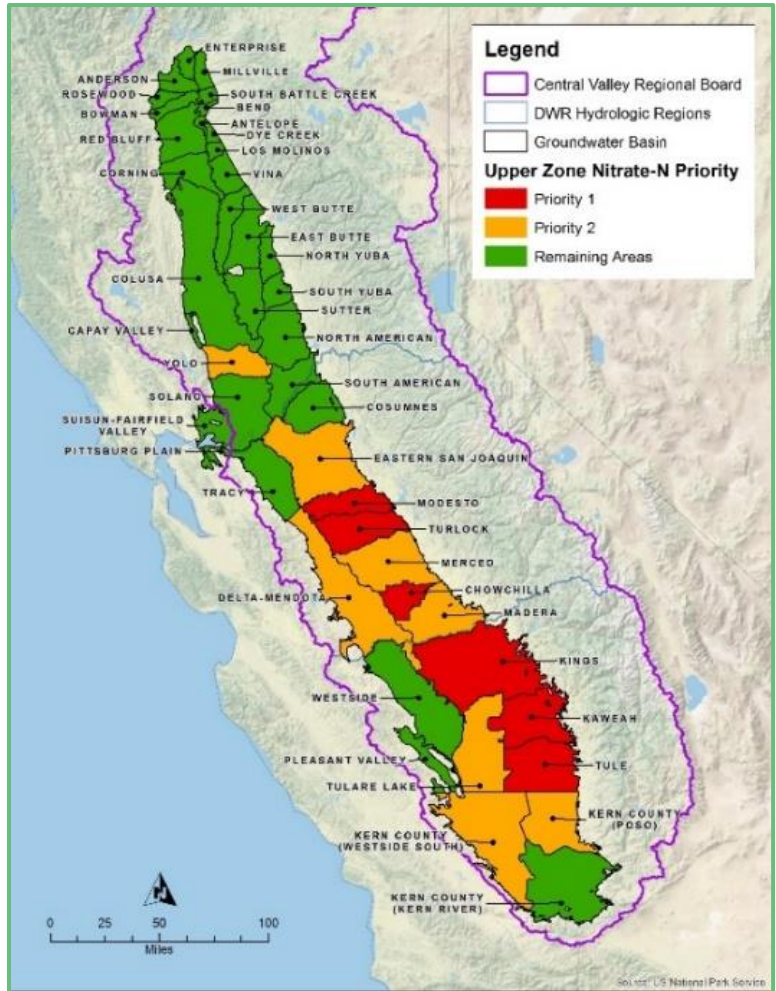 Legend
Central Valley Regional Board
DWR Hydrologic Regions
Groundwater Basin
Upper Zone Nitrate-N Priority
Priority 1
Priority 2
Remaining Areas
ENTERPRISE
ANDERSON
MILLVILLE
ROSEWOOD
SOUTH BATTLE CREEK
BEND
BOWMAN
ANTELOPE
DYE CREEK
RED BLUFF
LOS MOLINOS
CORNING
VINA
WEST BUTTE
EAST BUTTE
NORTH YUBA
COLUSA
SOUTH YUBA
SUTTER
CAPAY VALLEY
NORTH AMERICAN
YOLO
SOUTH AMERICAN
SOLANO
COSUMNES
SUISUN-FAIRFIELD
VALLEY
PITTSBURG PLAIN
EASTERN SAN JOAQUIN
TRACY
MODESTO
TURLOCK
MERCED
CHOWCHILLA
DELTA-MENDOTA
MADERA
KINGS
WESTSIDE
KAWEAH
PLEASANT VALLEY
TULE
TULARE LAKE
KERN COUNTY
(POSO)
KERN COUNTY
(WESTSIDE SOUTH)
KERN COUNTY
(KERN RIVER)
N
0 25 50 100
Miles
Source: US National Park Service